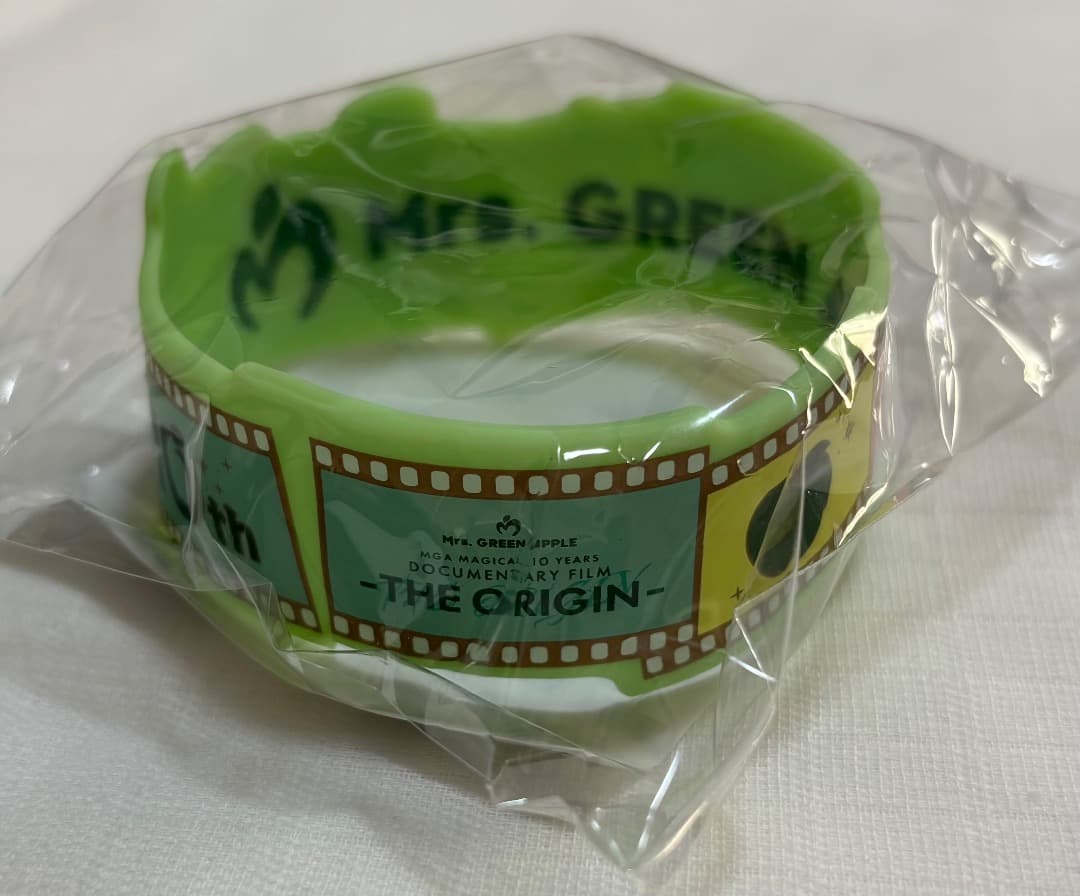 Mrs. GREEN
th
Mrs. GREEN APPLE
MGA MAGICAL 10 YEARS
DOCUMENTARY FILM
-THE ORIGIN-